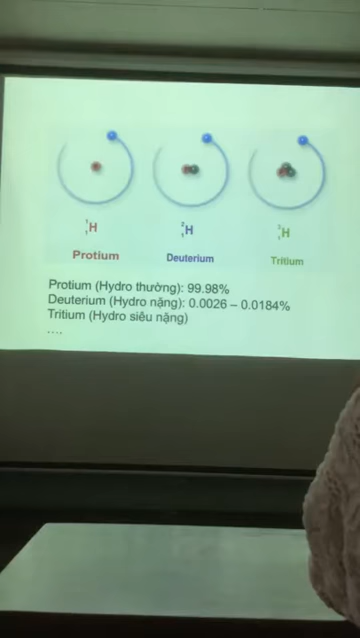 ¹₁H ²₁H ³₁H
Protium Deuterium Tritium
Protium (Hydro thường): 99.98%
Deuterium (Hydro nặng): 0.0026 – 0.0184%
Tritium (Hydro siêu nặng)
....